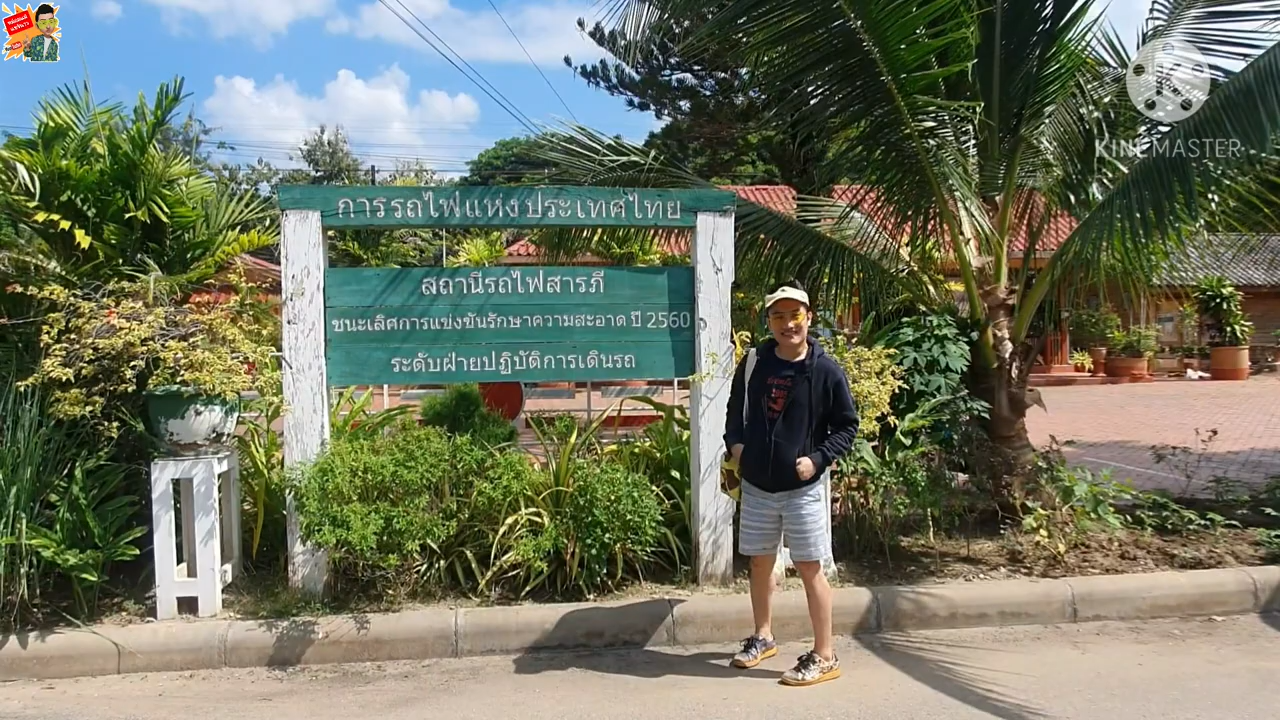 การรถไฟแห่งประเทศไทย
สถานีรถไฟสารภี
ชนะเลิศการแข่งขันรักษาความสะอาด ปี 2560
ระดับฝ่ายปฏิบัติการเดินรถ
KINEMASTER